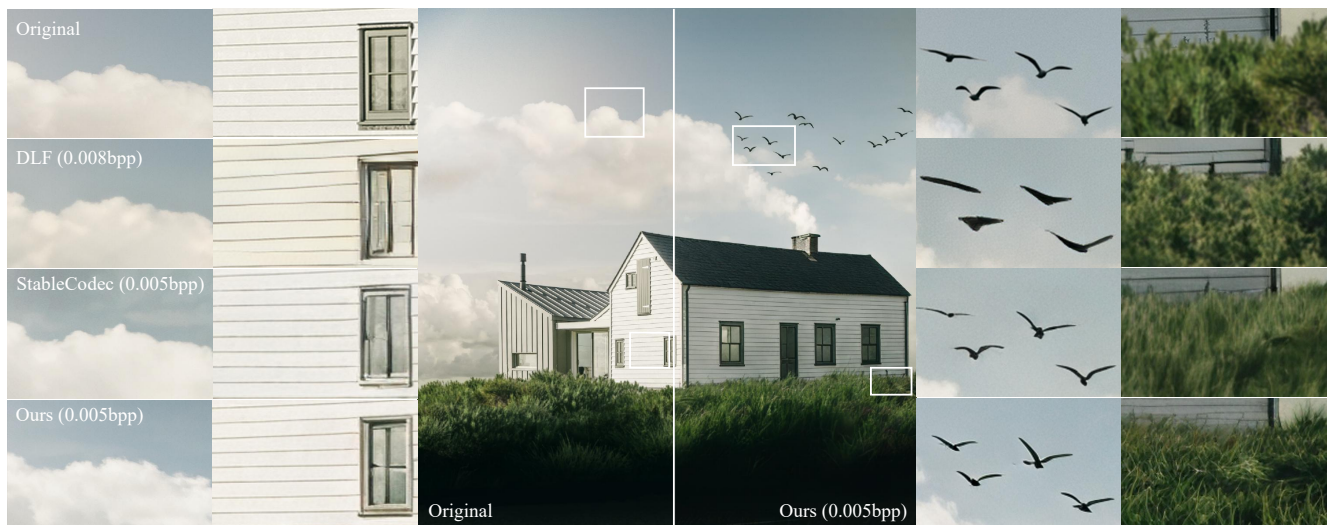 Original
DLF (0.008bpp)
StableCodec (0.005bpp)
Ours (0.005bpp)
Original
Ours (0.005bpp)